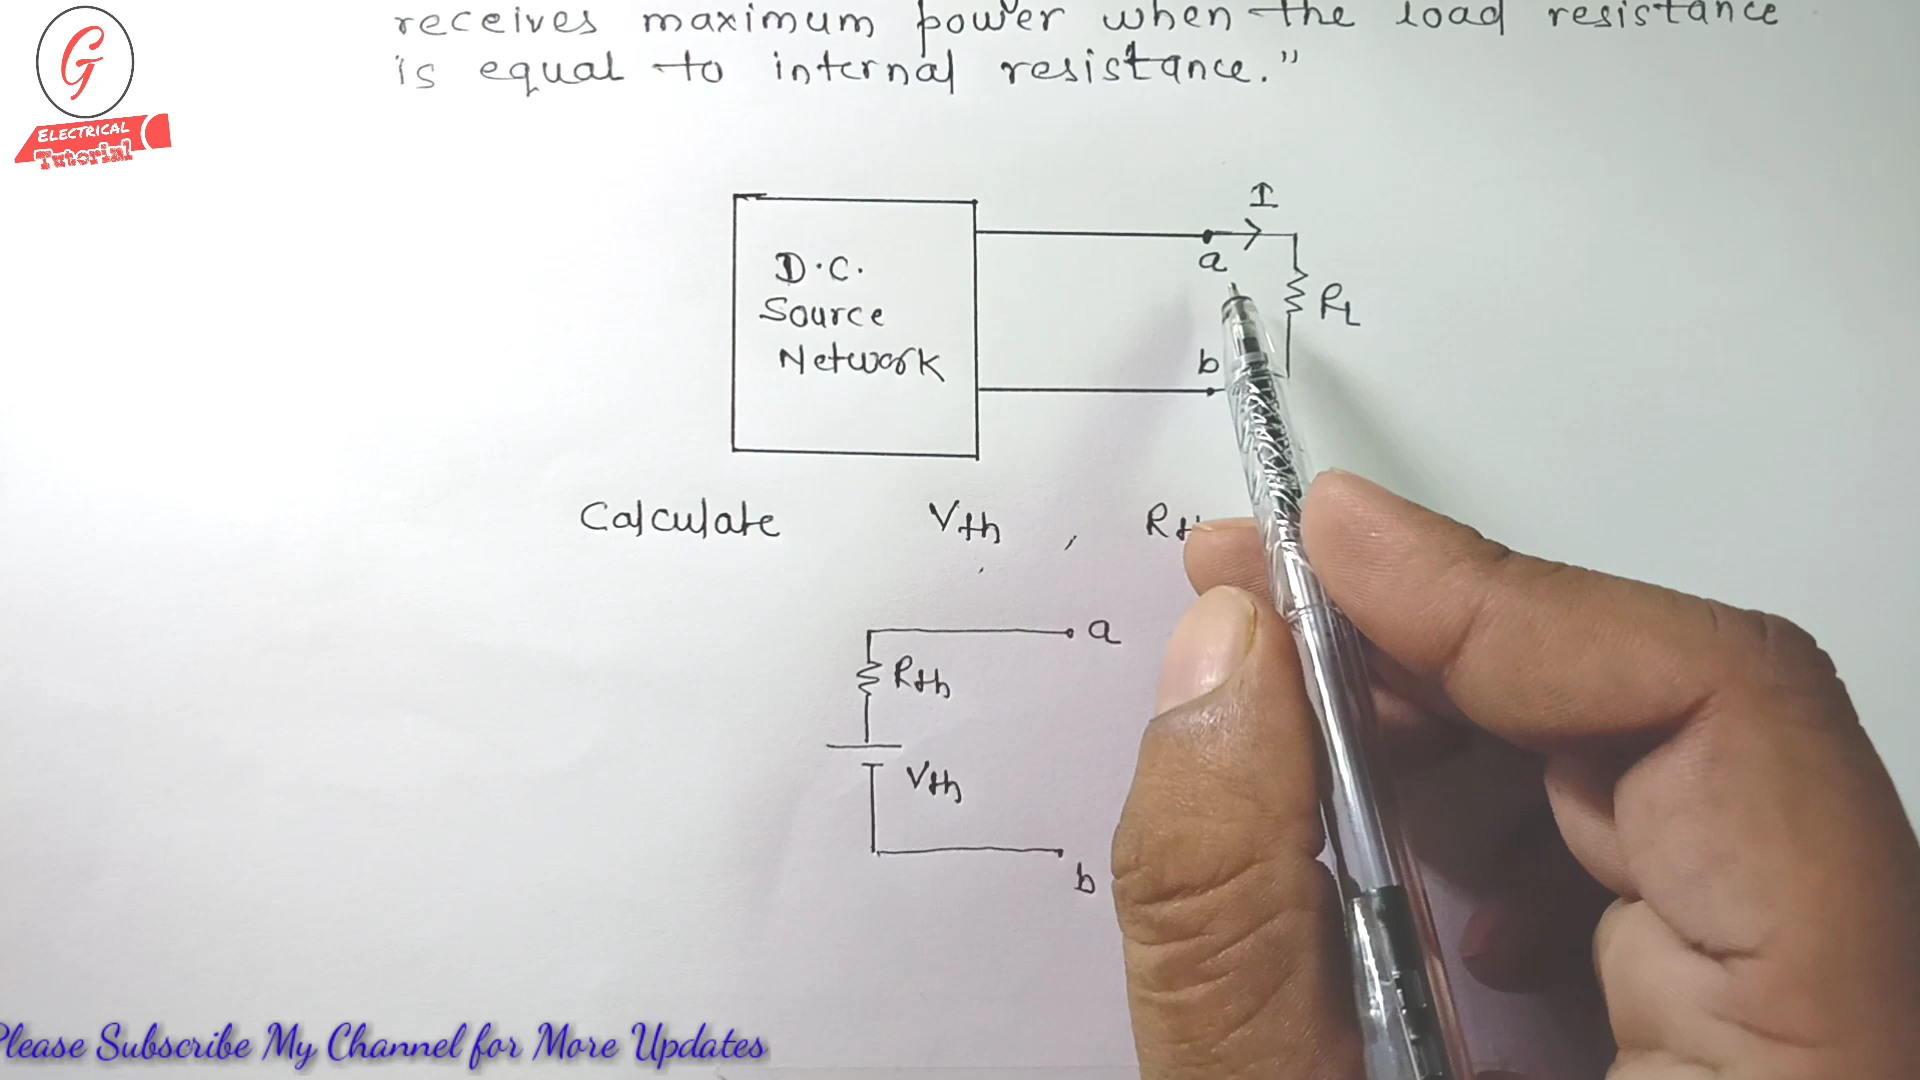 receives maximum power when the load resistance
is equal to internal resistance."
G
ELECTRICAL
Tutorial
I
D.C.
Source
Network
a
RL
b
Calculate Vth ,
a
Rth
Vth
b
Please Subscribe My Channel for More Updates